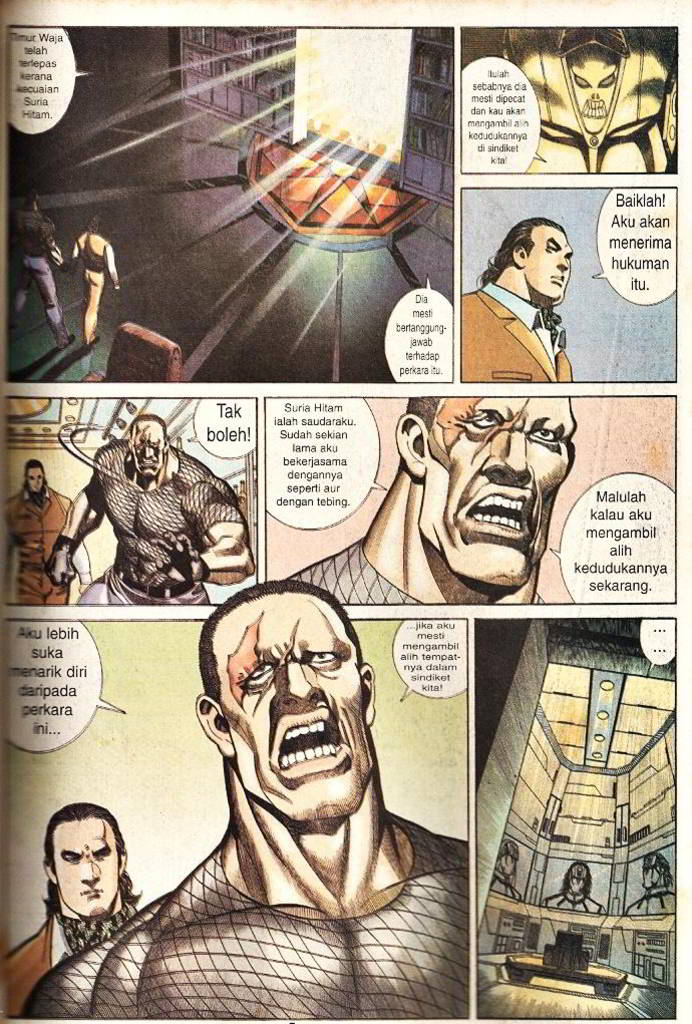 Timur Waja
telah
terlepas
kerana
kecuaian
Suria
Hitam.
Dia
mesti
bertanggung-
jawab
terhadap
perkara itu.
Itulah
sebabnya dia
mesti dipecat
dan kau akan
mengambil alih
kedudukannya
di sindiket
kita!
Baiklah!
Aku akan
menerima
hukuman
itu.
Tak
boleh!
Suria Hitam
ialah saudaraku.
Sudah sekian
lama aku
bekerjasama
dengannya
seperti aur
dengan tebing.
Malulah
kalau aku
mengambil
alih
kedudukannya
sekarang.
Aku lebih
suka
menarik diri
daripada
perkara
ini...
...jika aku
mesti
mengambil
alih tempat-
nya dalam
sindiket
kita!
...
...